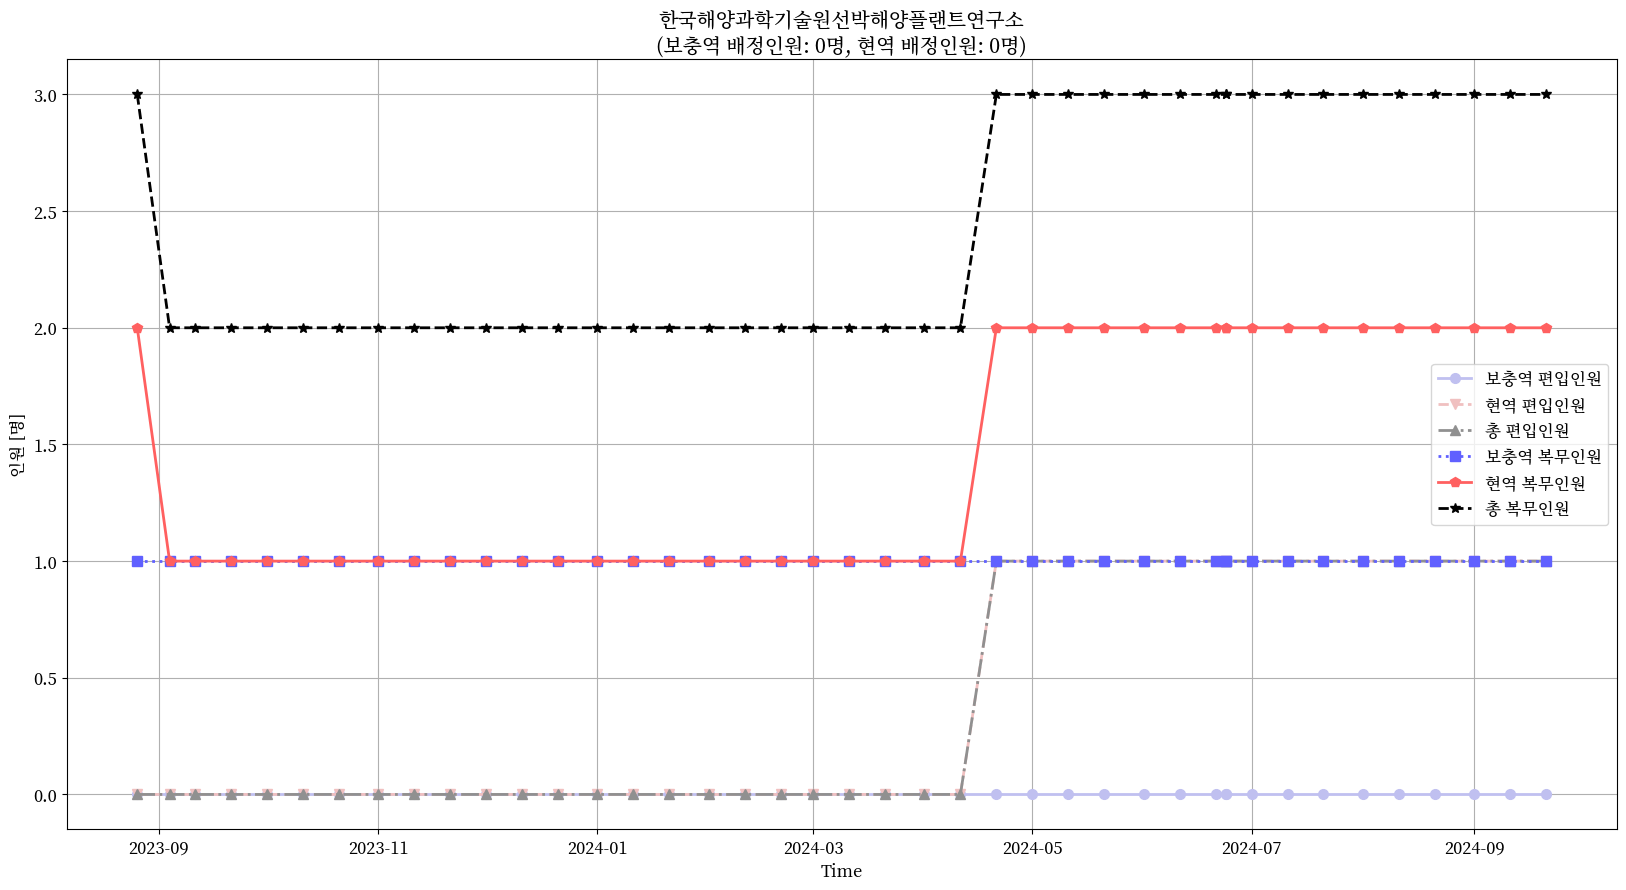 한국해양과학기술원선박해양플랜트연구소
(보충역 배정인원: 0명, 현역 배정인원: 0명)
인원 [명]
3.0
2.5
2.0
1.5
1.0
0.5
0.0
보충역 편입인원
현역 편입인원
총 편입인원
보충역 복무인원
현역 복무인원
총 복무인원
2023-09
2023-11
2024-01
2024-03
2024-05
2024-07
2024-09
Time